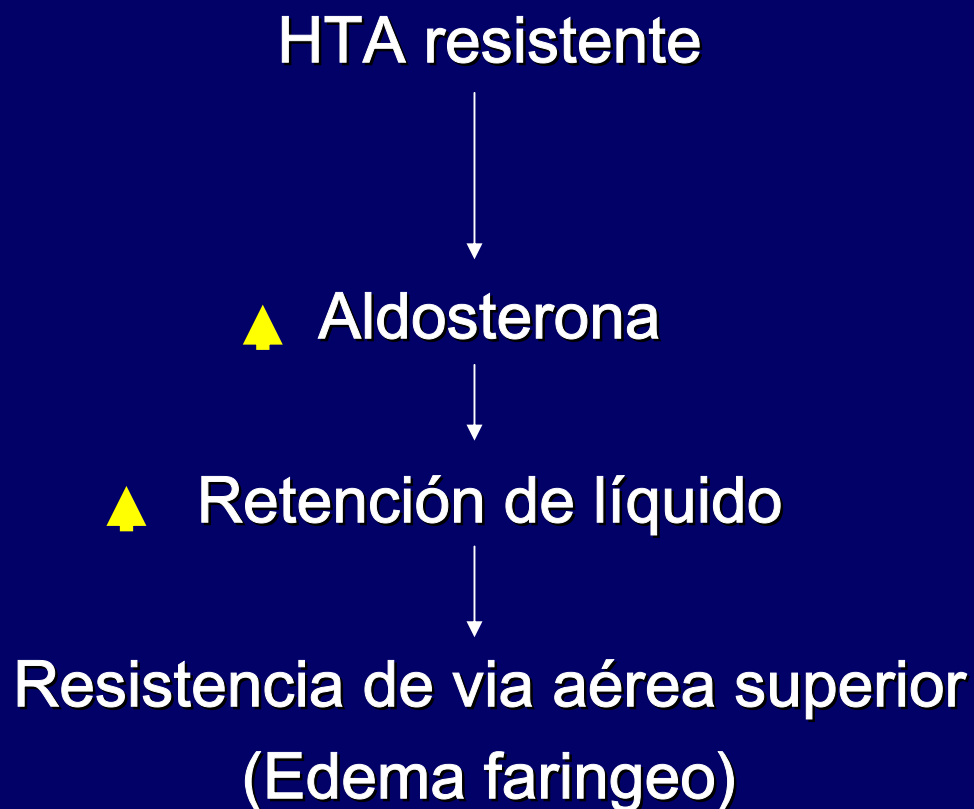 HTA resistente
Aldosterona
Retención de líquido
Resistencia de via aérea superior
(Edema faringeo)